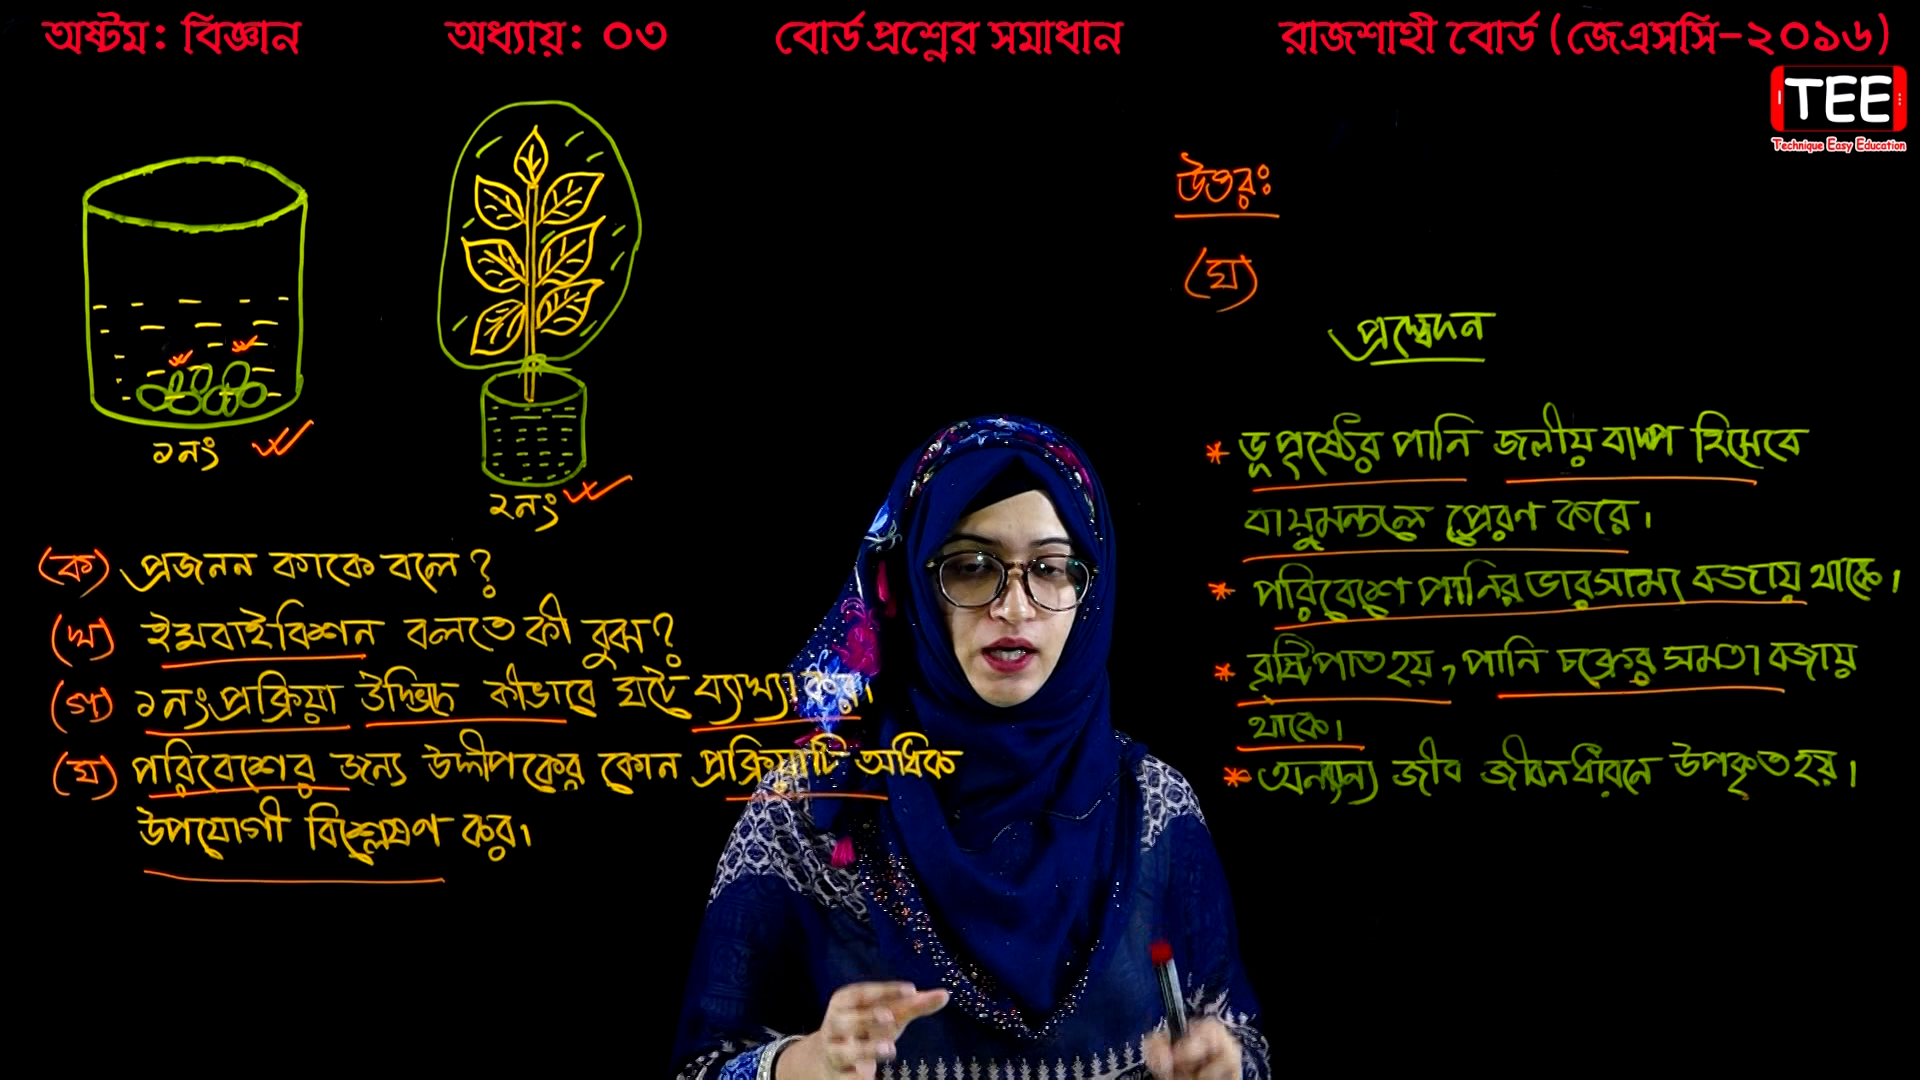 অষ্টম: বিজ্ঞান
অধ্যায়: ০৩
বোর্ড প্রশ্নের সমাধান
রাজশাহী বোর্ড (জেএসসি-২০১৬)
TEE
Technique Easy Education
১নং
২নং
(ক) প্রজনন কাকে বলে?
(খ) ইমবাইবিশন বলতে কী বুঝ?
(গ) ১নং প্রক্রিয়া উদ্ভিদে কীভাবে ঘটে ব্যাখ্যা কর।
(ঘ) পরিবেশের জন্য উদ্দীপকের কোন প্রক্রিয়াটি অধিক
উপযোগী বিশ্লেষণ কর।
উত্তর:
(ঘ)
প্রস্বেদন
* ভূ পৃষ্ঠের পানি জলীয় বাষ্প হিসেবে
বায়ুমন্ডলে প্রেরণ করে।
* পরিবেশে পানির ভারসাম্য বজায় থাকে।
* বৃষ্টিপাত হয়, পানি চক্রের সমতা বজায়
থাকে।
* অন্যান্য জীব জীবন ধারনে উপকৃত হয়।